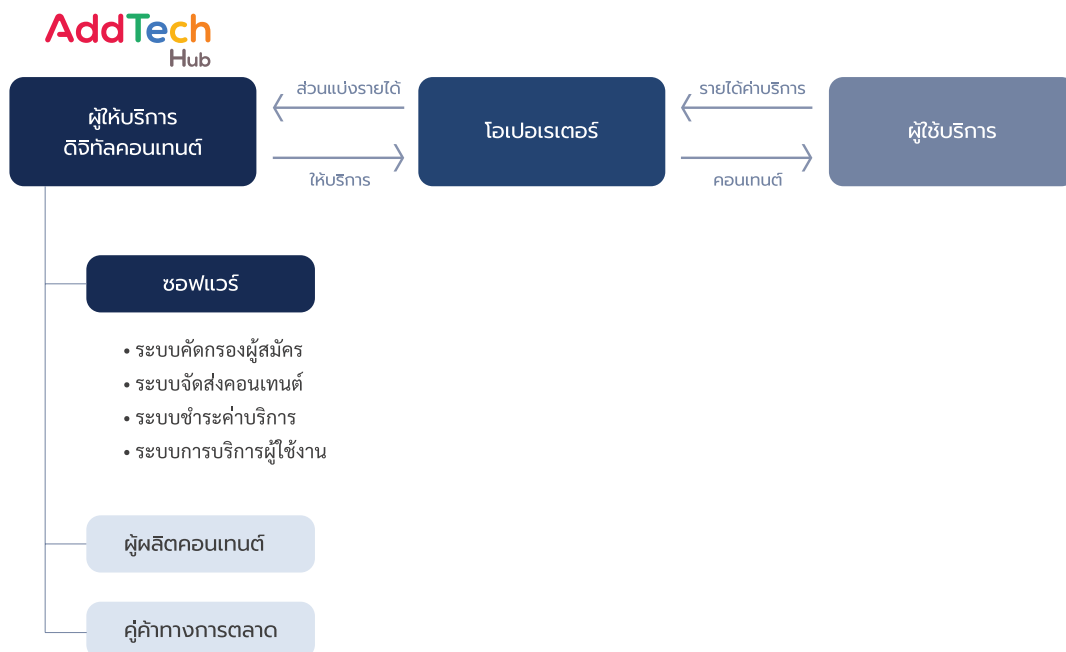 AddTech
Hub
ผู้ให้บริการ
ดิจิทัลคอนเทนต์
ส่วนแบ่งรายได้
ให้บริการ
โอเปอเรเตอร์
รายได้ค่าบริการ
คอนเทนต์
ผู้ใช้บริการ
ซอฟแวร์
• ระบบคัดกรองผู้สมัคร
• ระบบจัดส่งคอนเทนต์
• ระบบชำระค่าบริการ
• ระบบการบริการผู้ใช้งาน
ผู้ผลิตคอนเทนต์
คู่ค้าทางการตลาด